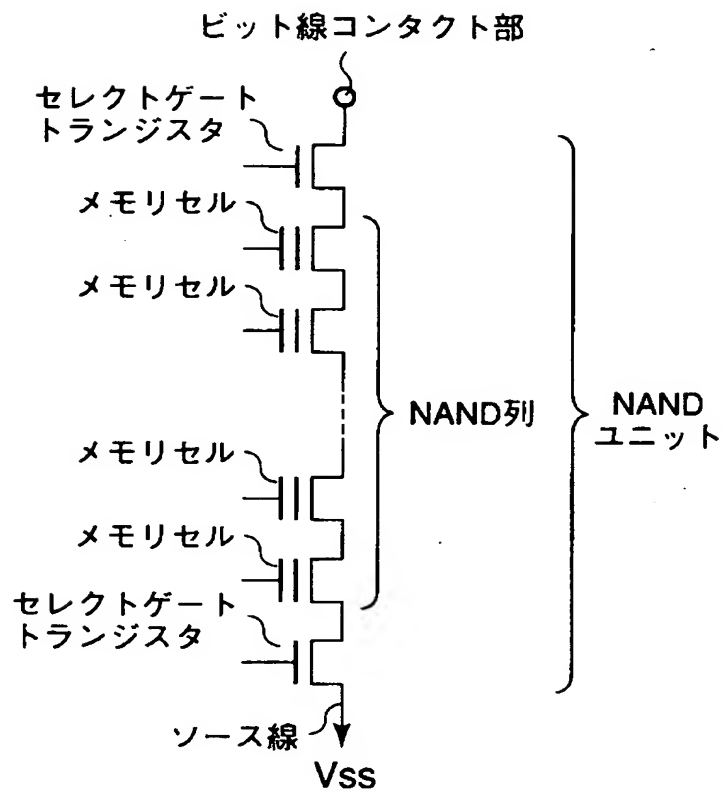 ビット線コンタクト部
セレクトゲート
トランジスタ
メモリセル
メモリセル
NAND列
NAND
ユニット
メモリセル
メモリセル
セレクトゲート
トランジスタ
ソース線
Vss